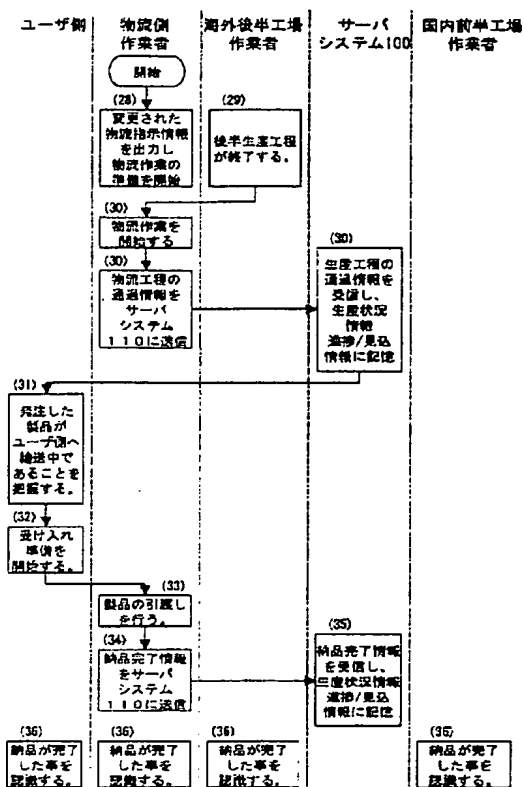 ユーザ側
物流側
作業者
海外後半工場
作業者
サーバ
システム100
国内前半工場
作業者
開始
(28)
変更された
物流指示情報
を出力し
物流作業の
準備を開始
(29)
後半生産工程
が終了する。
(30)
物流作業を
開始する
(30)
物流工程の
通過情報を
サーバ
システム
110に送信
(30)
生産工程の
通過情報を
受信し、
生産状況
情報
進捗/見込
情報に記憶
(31)
発注した
製品が
ユーザ側へ
輸送中で
あることを
把握する。
(32)
受け入れ
準備を
開始する。
(33)
製品の引渡し
を行う。
(34)
納品完了情報
をサーバ
システム
110に送信
(35)
納品完了情報
を受信し、
生産状況情報
進捗/見込
情報に記憶
(36)
納品が完了
した事を
認識する。
(36)
納品が完了
した事を
認識する。
(36)
納品が完了
した事を
認識する。
(36)
納品が完了
した事を
認識する。